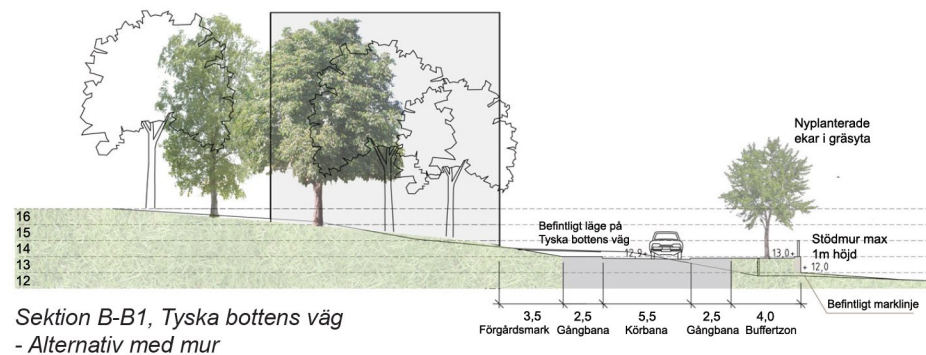 Nyplanterade
ekar i gräsyta
16
15
14
13
12
Befintligt läge på
Tyska bottens väg
12,9+
13,0+
Stödmur max
1m höjd
+ 12,0
Befintligt marklinje
3,5
Förgårdsmark
2,5
Gångbana
5,5
Körbana
2,5
Gångbana
4,0
Buffertzon
Sektion B-B1, Tyska bottens väg
- Alternativ med mur